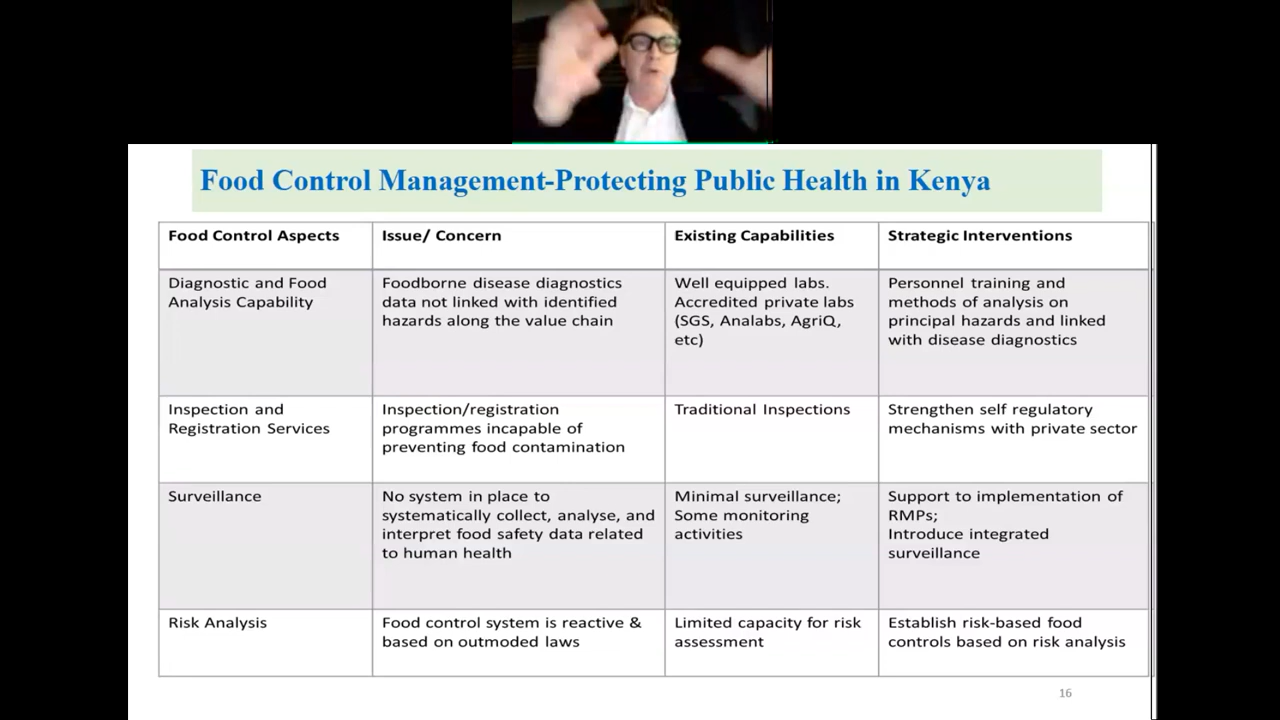 Food Control Management-Protecting Public Health in Kenya
Food Control Aspects
Issue/ Concern
Existing Capabilities
Strategic Interventions
Diagnostic and Food
Analysis Capability
Foodborne disease diagnostics
data not linked with identified
hazards along the value chain
Well equipped labs.
Accredited private labs
(SGS, Analabs, AgriQ,
etc)
Personnel training and
methods of analysis on
principal hazards and linked
with disease diagnostics
Inspection and
Registration Services
Inspection/registration
programmes incapable of
preventing food contamination
Traditional Inspections
Strengthen self regulatory
mechanisms with private sector
Surveillance
No system in place to
systematically collect, analyse, and
interpret food safety data related
to human health
Minimal surveillance;
Some monitoring
activities
Support to implementation of
RMPs;
Introduce integrated
surveillance
Risk Analysis
Food control system is reactive &
based on outmoded laws
Limited capacity for risk
assessment
Establish risk-based food
controls based on risk analysis
16